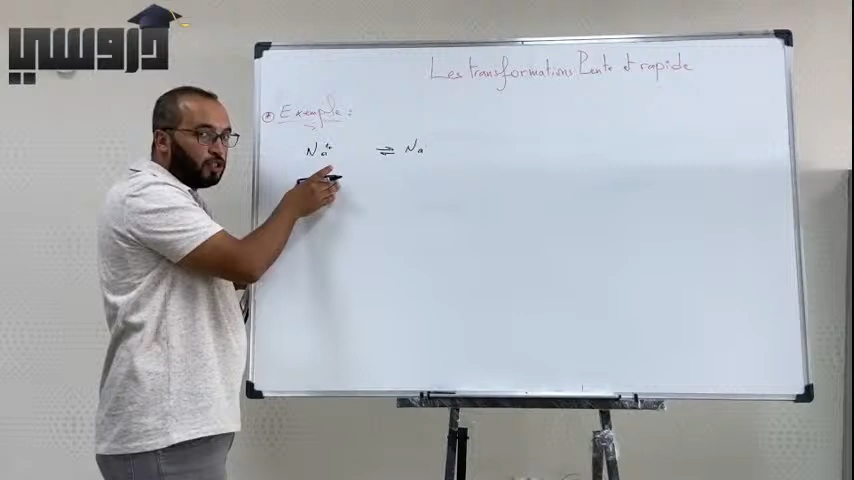 دروسي
Les transformations Lente et rapide
* Exemple :
Na⁺ ⇌ Na